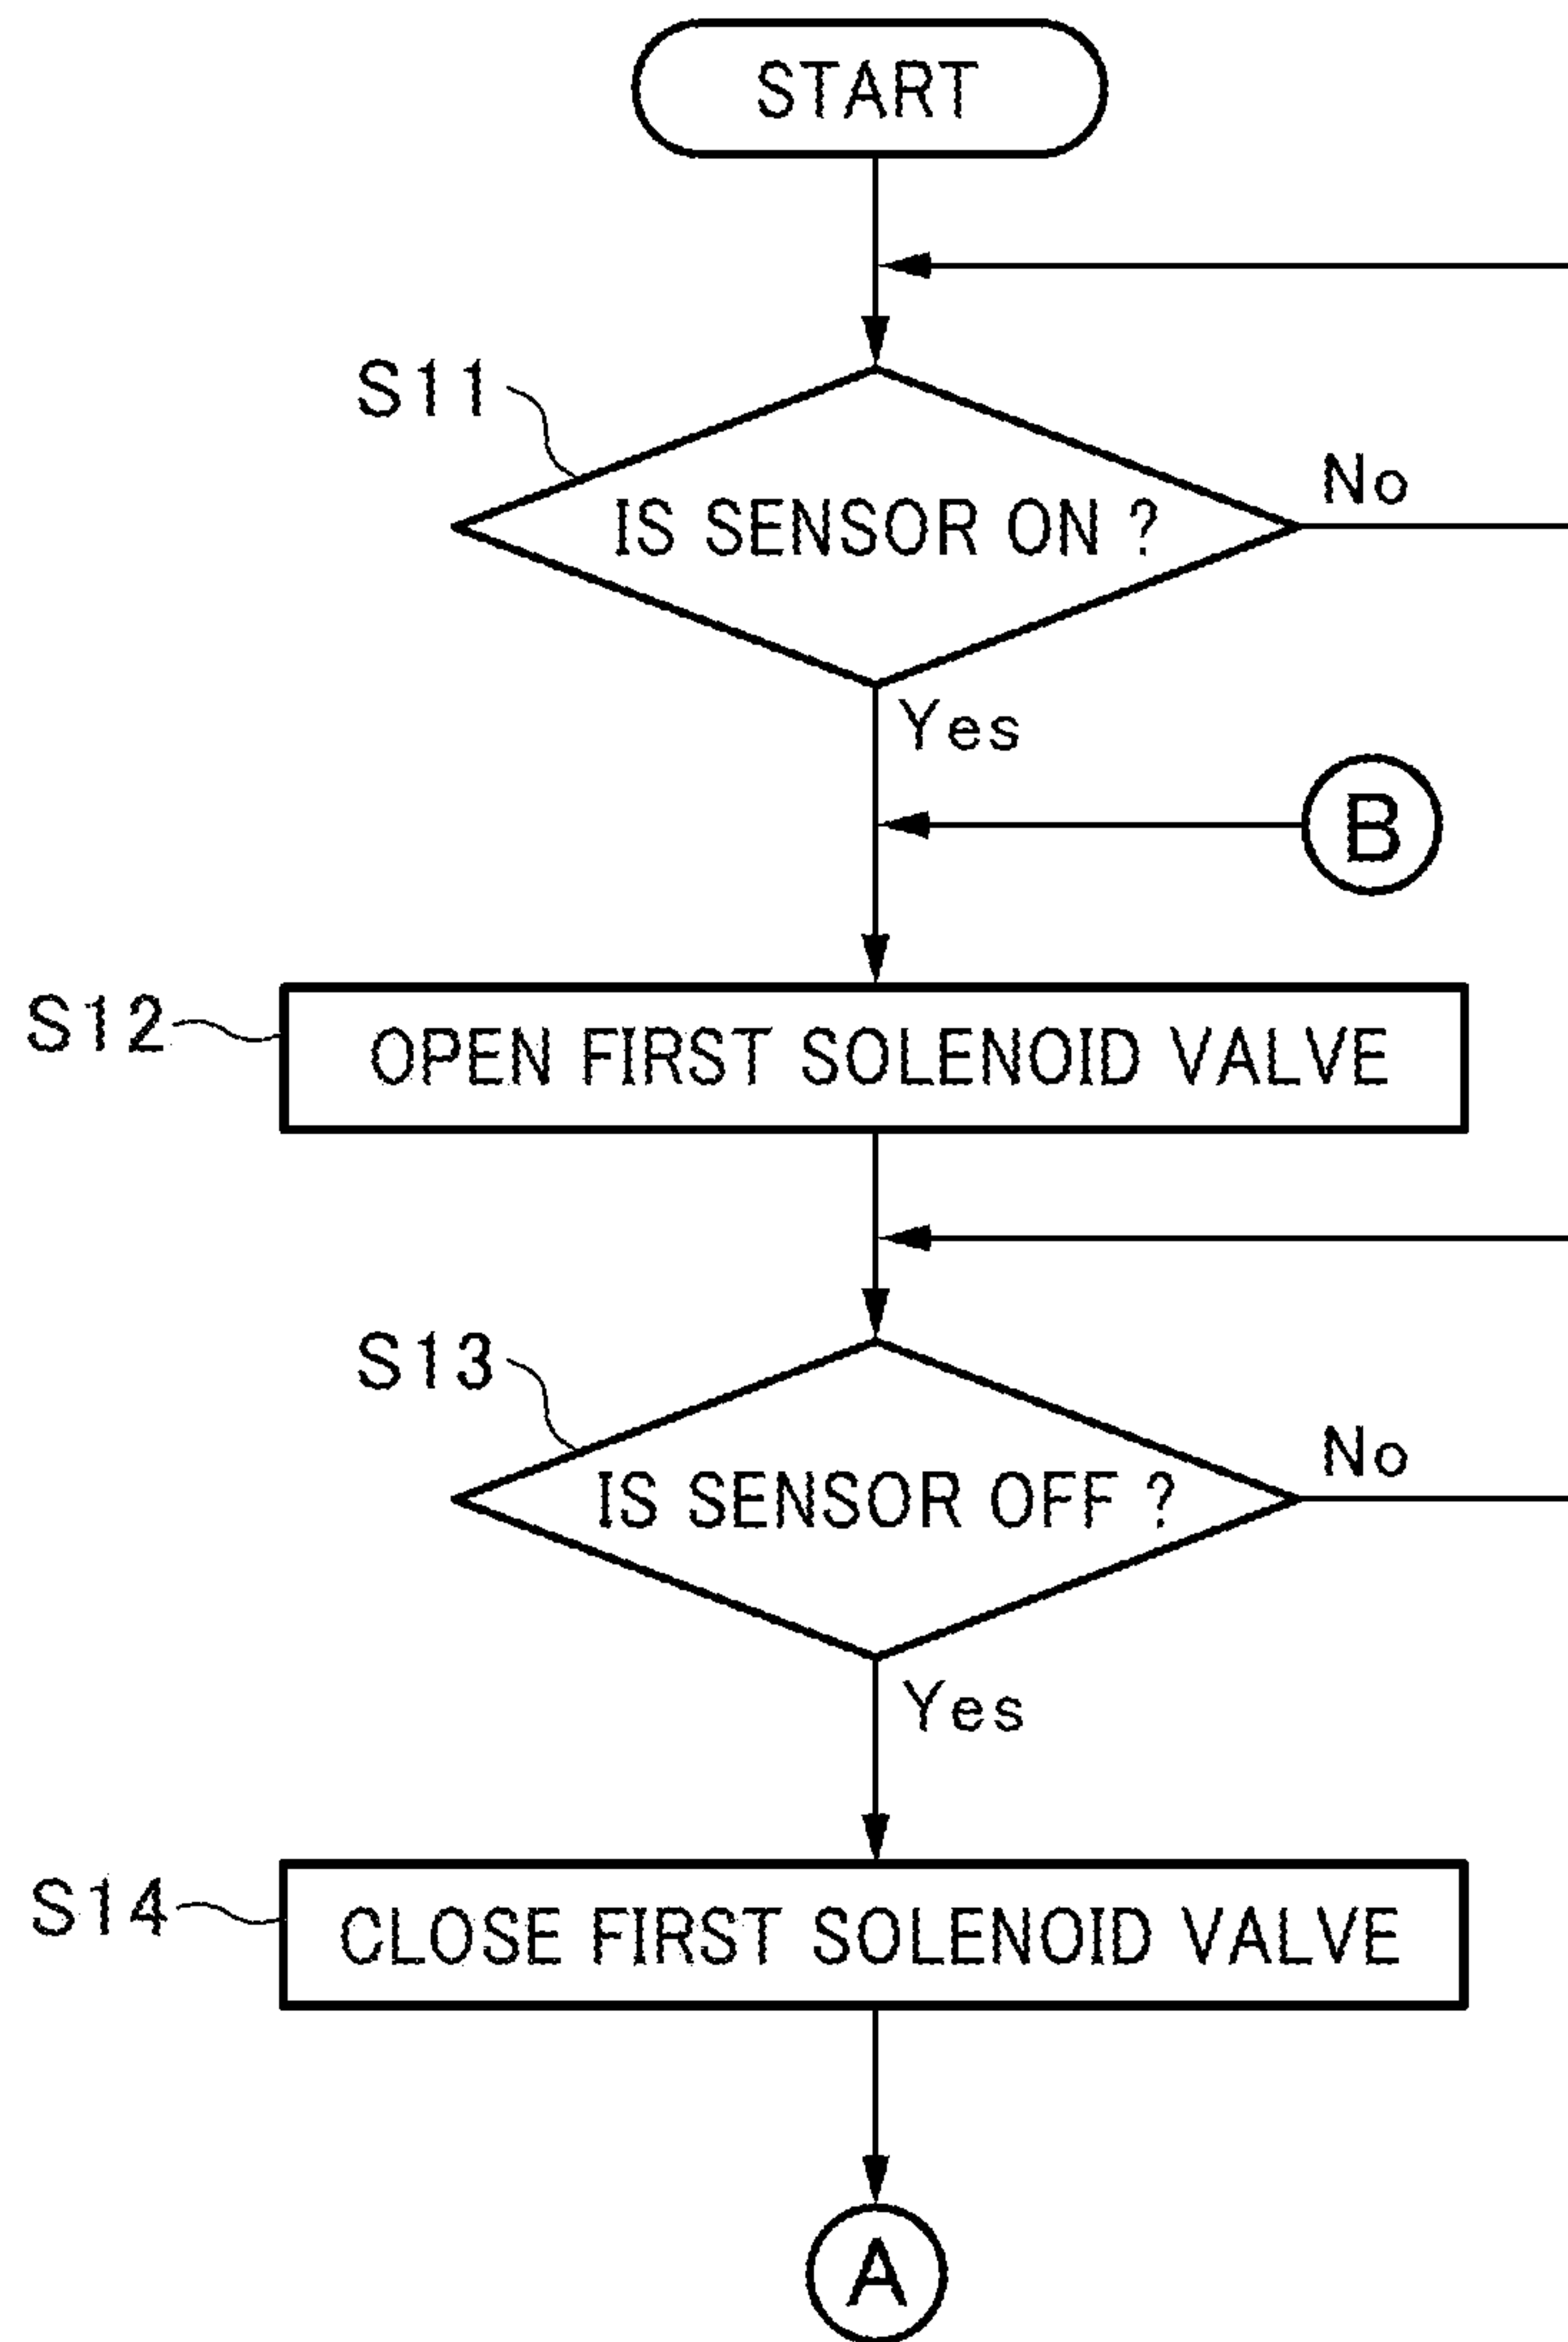 START
S11
IS SENSOR ON ?
No
Yes
B
S12
OPEN FIRST SOLENOID VALVE
S13
IS SENSOR OFF ?
No
Yes
S14
CLOSE FIRST SOLENOID VALVE
A